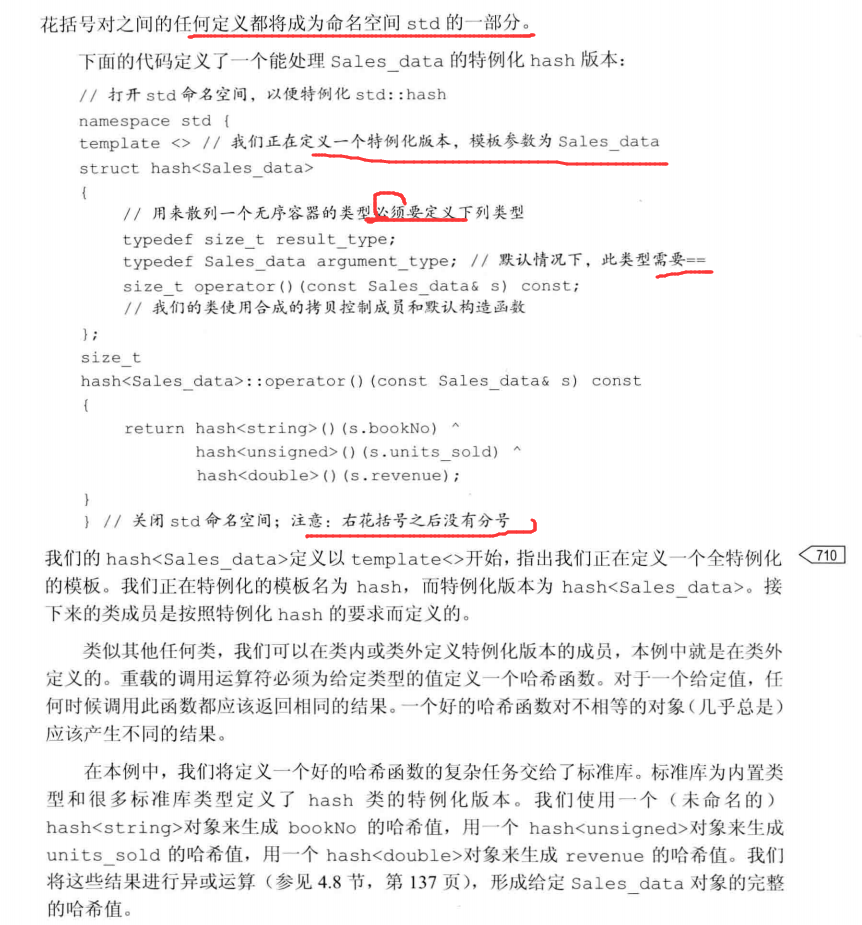 花括号对之间的任何定义都将成为命名空间 std 的一部分。
下面的代码定义了一个能处理 Sales_data 的特例化 hash 版本：
// 打开 std 命名空间，以便特例化 std::hash
namespace std {
template <> // 我们正在定义一个特例化版本，模板参数为 Sales_data
struct hash<Sales_data>
{
// 用来散列一个无序容器的类型必须要定义下列类型
typedef size_t result_type;
typedef Sales_data argument_type; // 默认情况下，此类型需要==
size_t operator()(const Sales_data& s) const;
// 我们的类使用合成的拷贝控制成员和默认构造函数
};
size_t
hash<Sales_data>::operator()(const Sales_data& s) const
{
return hash<string>()(s.bookNo) ^
hash<unsigned>()(s.units_sold) ^
hash<double>()(s.revenue);
}
} // 关闭 std 命名空间；注意：右花括号之后没有分号
我们的 hash<Sales_data>定义以 template<>开始，指出我们正在定义一个全特例化 710
的模板。我们正在特例化的模板名为 hash，而特例化版本为 hash<Sales_data>。接
下来的类成员是按照特例化 hash 的要求而定义的。
类似其他任何类，我们可以在类内或类外定义特例化版本的成员，本例中就是在类外
定义的。重载的调用运算符必须为给定类型的值定义一个哈希函数。对于一个给定值，任
何时候调用此函数都应该返回相同的结果。一个好的哈希函数对不相等的对象（几乎总是）
应该产生不同的结果。
在本例中，我们将定义一个好的哈希函数的复杂任务交给了标准库。标准库为内置类
型和很多标准库类型定义了 hash 类的特例化版本。我们使用一个（未命名的）
hash<string>对象来生成 bookNo 的哈希值，用一个 hash<unsigned>对象来生成
units_sold 的哈希值，用一个 hash<double>对象来生成 revenue 的哈希值。我们
将这些结果进行异或运算（参见 4.8 节，第 137 页），形成给定 Sales_data 对象的完整
的哈希值。